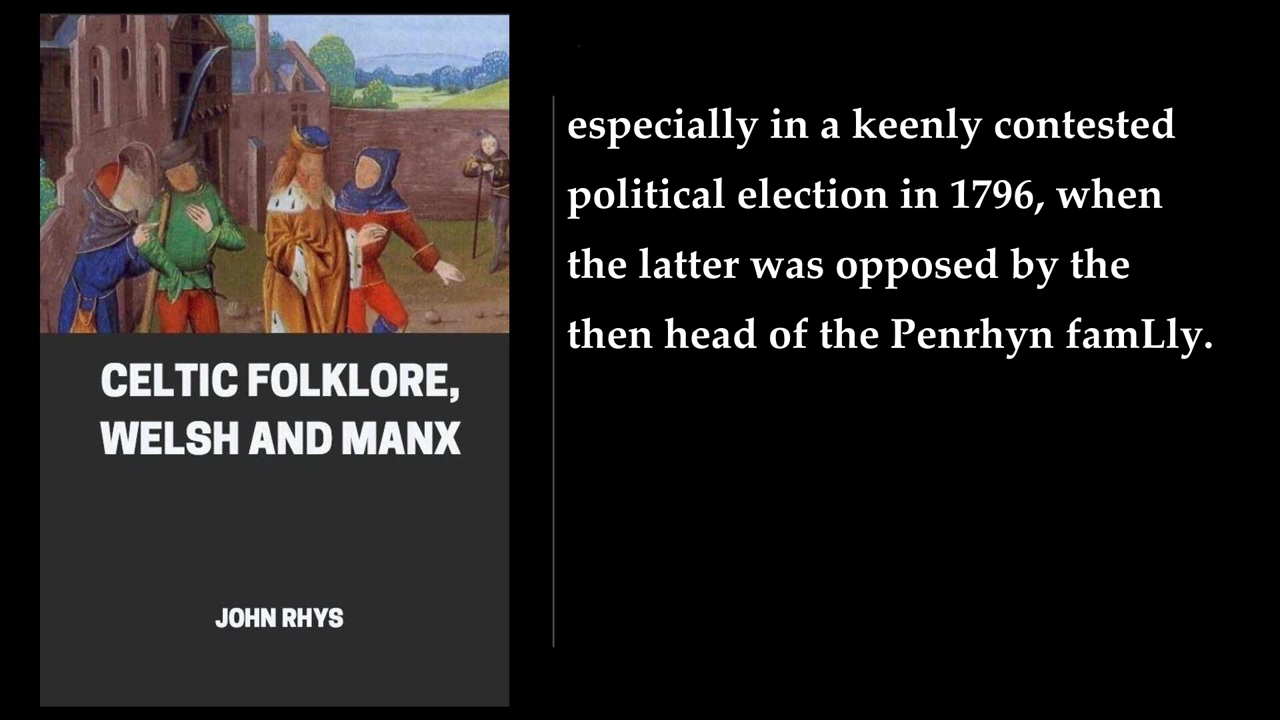 especially in a keenly contested
political election in 1796, when
the latter was opposed by the
then head of the Penrhyn famLly.
CELTIC FOLKLORE,
WELSH AND MANX
JOHN RHYS